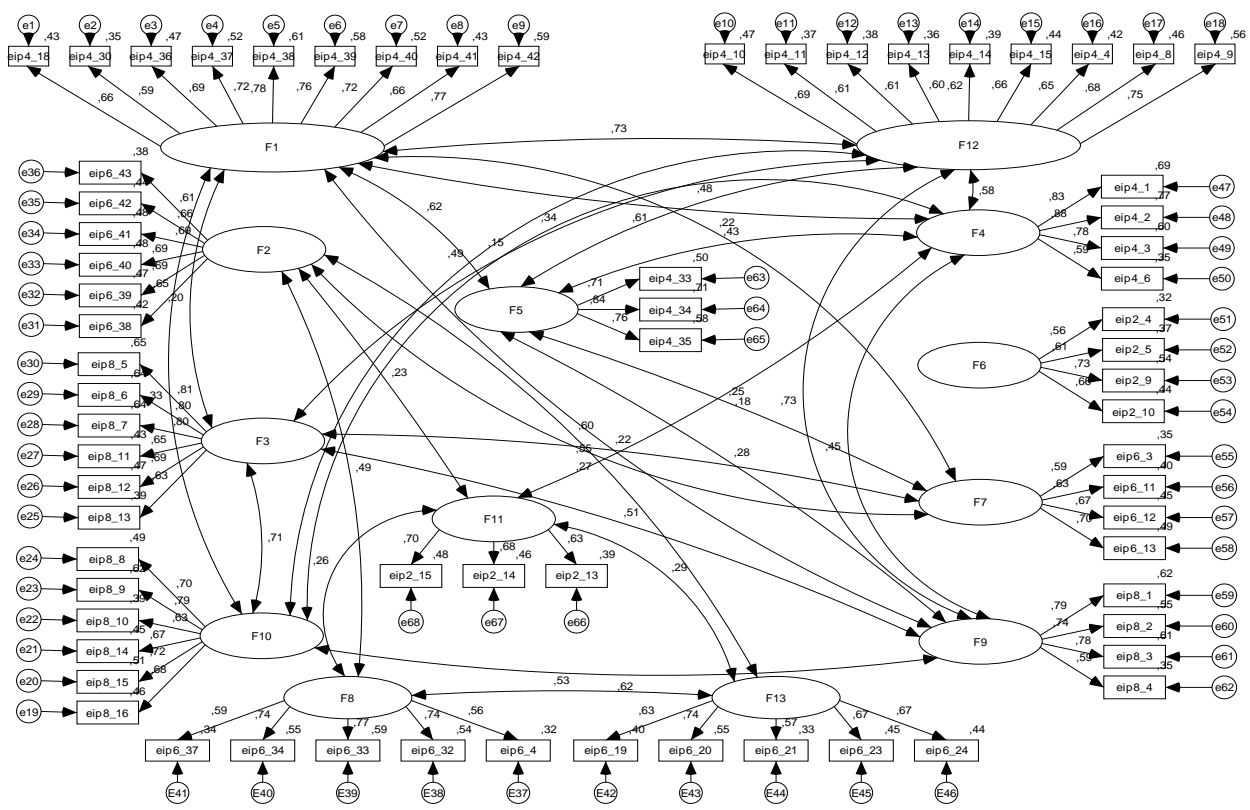 e1 e2 e3 e4 e5 e6 e7 e8 e9
,43 ,35 ,47 ,52 ,61 ,58 ,52 ,43 ,59
eip4_18 eip4_30 eip4_36 eip4_37 eip4_38 eip4_39 eip4_40 eip4_41 eip4_42
,66 ,59 ,69 ,72 ,78 ,76 ,72 ,66 ,77
F1
e10 e11 e12 e13 e14 e15 e16 e17 e18
,47 ,37 ,38 ,36 ,39 ,44 ,42 ,46 ,56
eip4_10 eip4_11 eip4_12 eip4_13 eip4_14 eip4_15 eip4_4 eip4_8 eip4_9
,69 ,61 ,61 ,60 ,62 ,66 ,65 ,68 ,75
F12
,73
,38
e36 eip6_43 ,61
e35 eip6_42 ,66
,48
e34 eip6_41 ,69
,48
e33 eip6_40 ,69
,47
e32 eip6_39 ,65
,42
e31 eip6_38 ,20
F2
,65
e30 eip8_5 ,81
,64
e29 eip8_6 ,33 ,80
,64
e28 eip8_7 ,80
,43
e27 eip8_11 ,65
,47
e26 eip8_12 ,69
,39
e25 eip8_13 ,63
F3
,49
e24 eip8_8 ,70
,62
e23 eip8_9 ,79
,39
e22 eip8_10 ,63
,45
e21 eip8_14 ,67
,51
e20 eip8_15 ,72
,46
e19 eip8_16 ,68
F10
,71
,26
,62
,49
,34
,15
,48
,61
,22
,43
,58
,23
,49
F5
,71 ,84 ,76
,50
eip4_33 e63
,71
eip4_34 e64
,58
eip4_35 e65
F4
,83 ,88 ,78 ,59
,69
eip4_1 e47
,77
eip4_2 e48
,60
eip4_3 e49
,35
eip4_6 e50
F6
,56 ,61 ,73 ,66
,32
eip2_4 e51
,37
eip2_5 e52
,54
eip2_9 e53
,44
eip2_10 e54
,25
,18
,73
,60
,22
,27
,45
,28
,51
,29
F7
,59 ,63 ,67 ,70
,35
eip6_3 e55
,40
eip6_11 e56
,45
eip6_12 e57
,49
eip6_13 e58
F11
,70 ,68 ,63
,48 ,46 ,39
eip2_15 eip2_14 eip2_13
e68 e67 e66
F9
,79 ,74 ,78 ,59
,62
eip8_1 e59
,55
eip8_2 e60
,61
eip8_3 e61
,35
eip8_4 e62
,53
,62
F8
,59 ,74 ,77 ,74 ,56
,34 ,55 ,59 ,54 ,32
eip6_37 eip6_34 eip6_33 eip6_32 eip6_4
E41 E40 E39 E38 E37
F13
,63 ,74 ,57 ,67 ,67
,40 ,55 ,33 ,45 ,44
eip6_19 eip6_20 eip6_21 eip6_23 eip6_24
E42 E43 E44 E45 E46